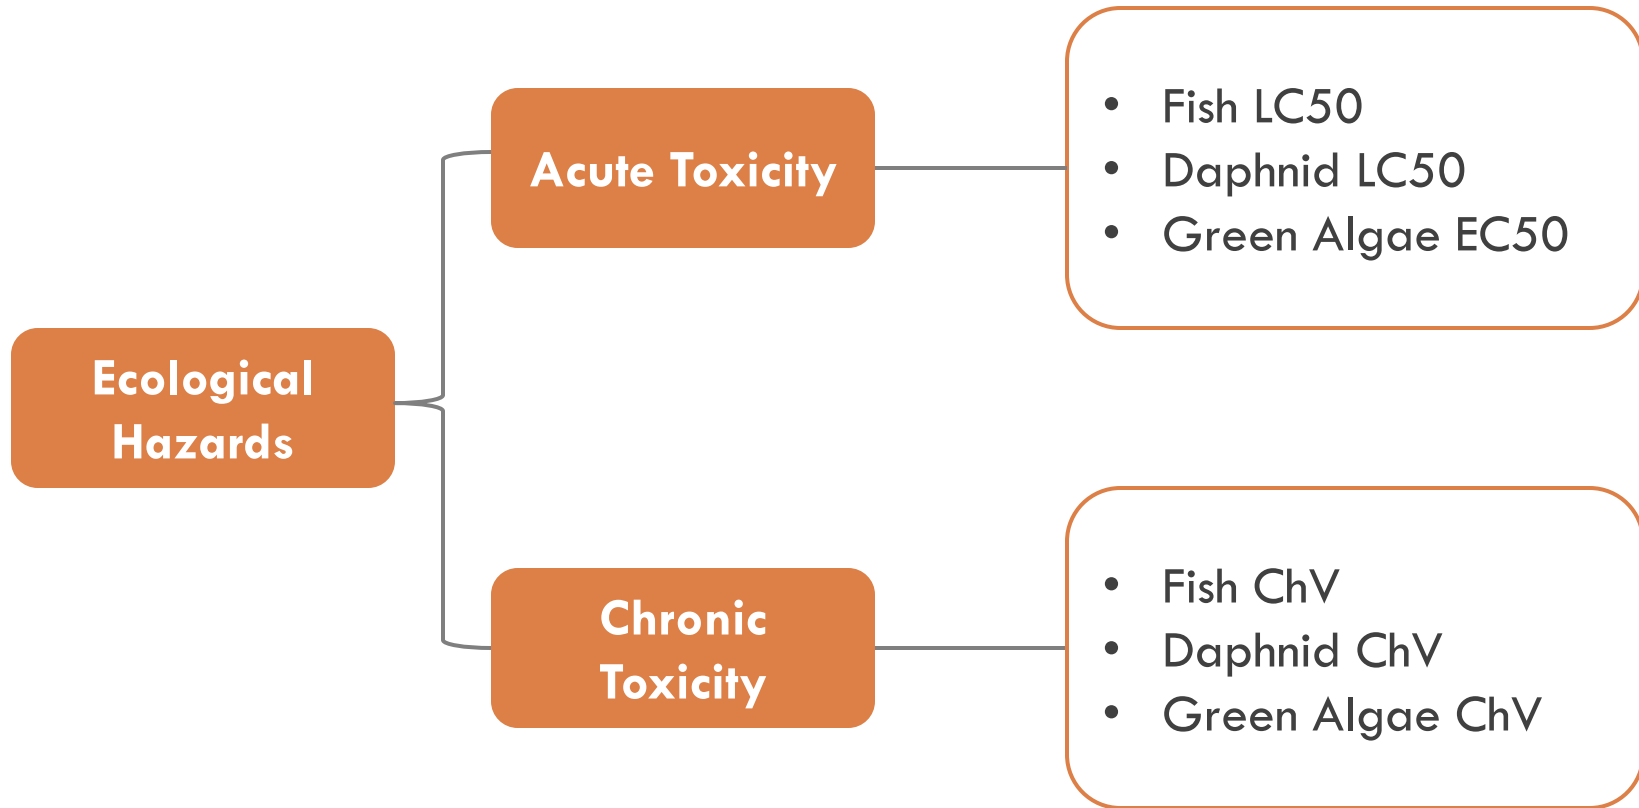 Ecological
Hazards
Acute Toxicity
• Fish LC50
• Daphnid LC50
• Green Algae EC50
Chronic
Toxicity
• Fish ChV
• Daphnid ChV
• Green Algae ChV